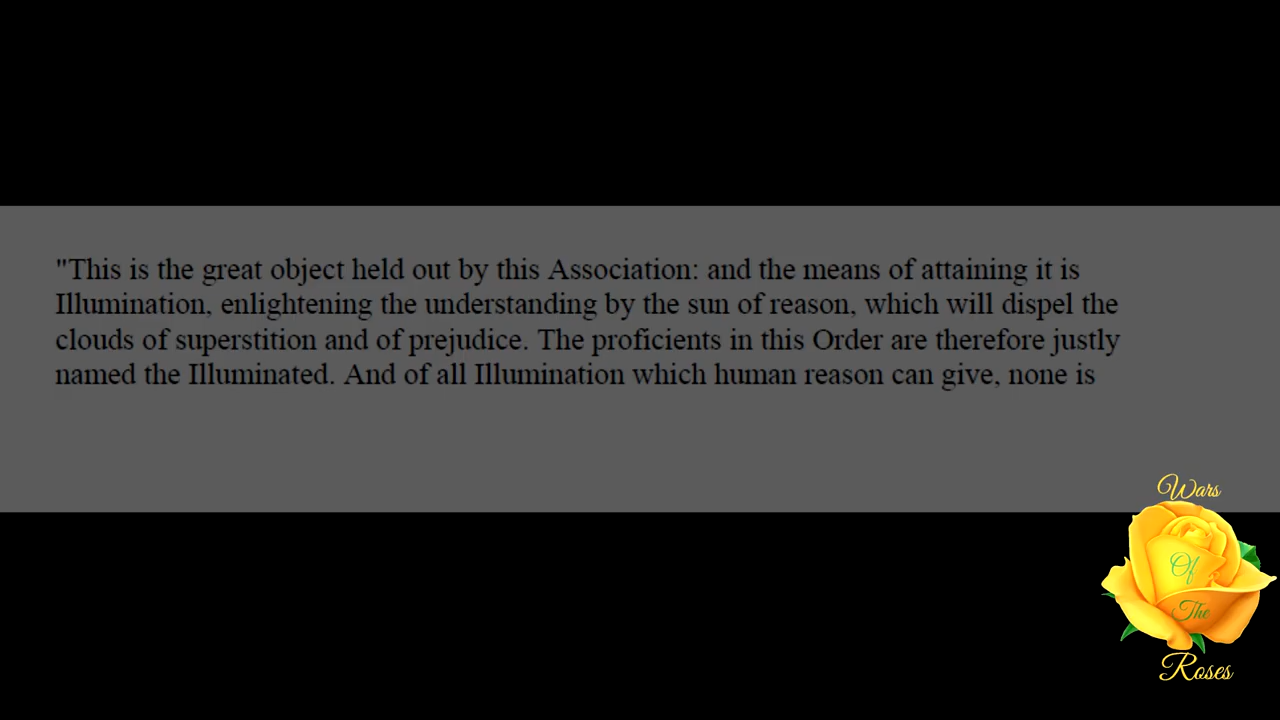 "This is the great object held out by this Association: and the means of attaining it is
Illumination, enlightening the understanding by the sun of reason, which will dispel the
clouds of superstition and of prejudice. The proficients in this Order are therefore justly
named the Illuminated. And of all Illumination which human reason can give, none is
Wars
Of
The
Roses